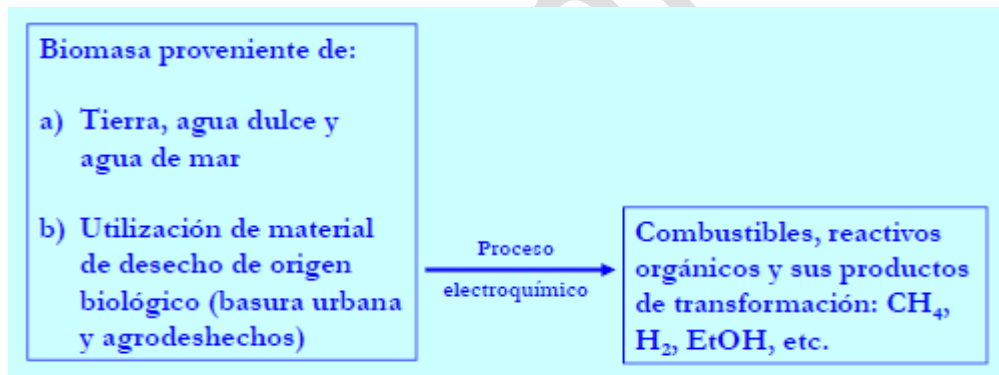 Biomasa proveniente de:
a) Tierra, agua dulce y
agua de mar
b) Utilización de material
de desecho de origen
biológico (basura urbana
y agrodeshechos)
Proceso
electroquímico
Combustibles, reactivos
orgánicos y sus productos
de transformación: CH₄,
H₂, EtOH, etc.